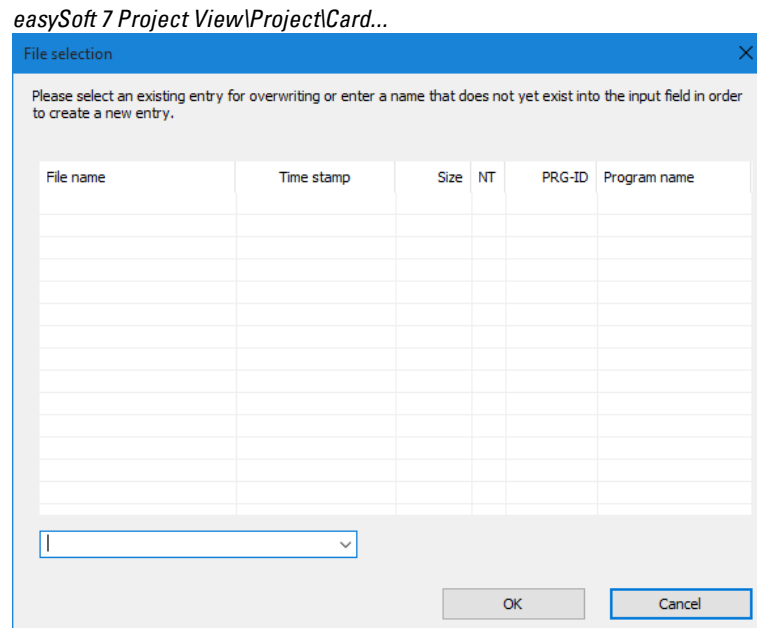 easySoft 7 Project View\Project\Card...
File selection
Please select an existing entry for overwriting or enter a name that does not yet exist into the input field in order
to create a new entry.
File name Time stamp Size NT PRG-ID Program name
OK Cancel